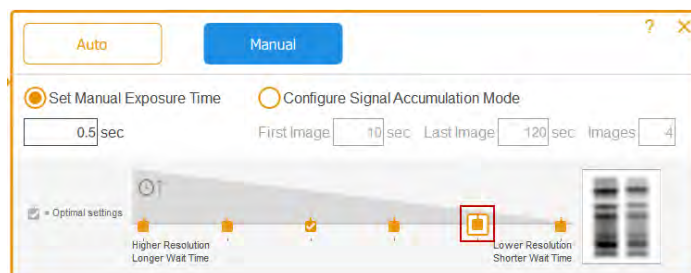 ? ×
Auto Manual
Set Manual Exposure Time Configure Signal Accumulation Mode
0.5 sec First Image 10 sec Last Image 120 sec Images 4
= Optimal settings
Higher Resolution Lower Resolution
Longer Wait Time Shorter Wait Time